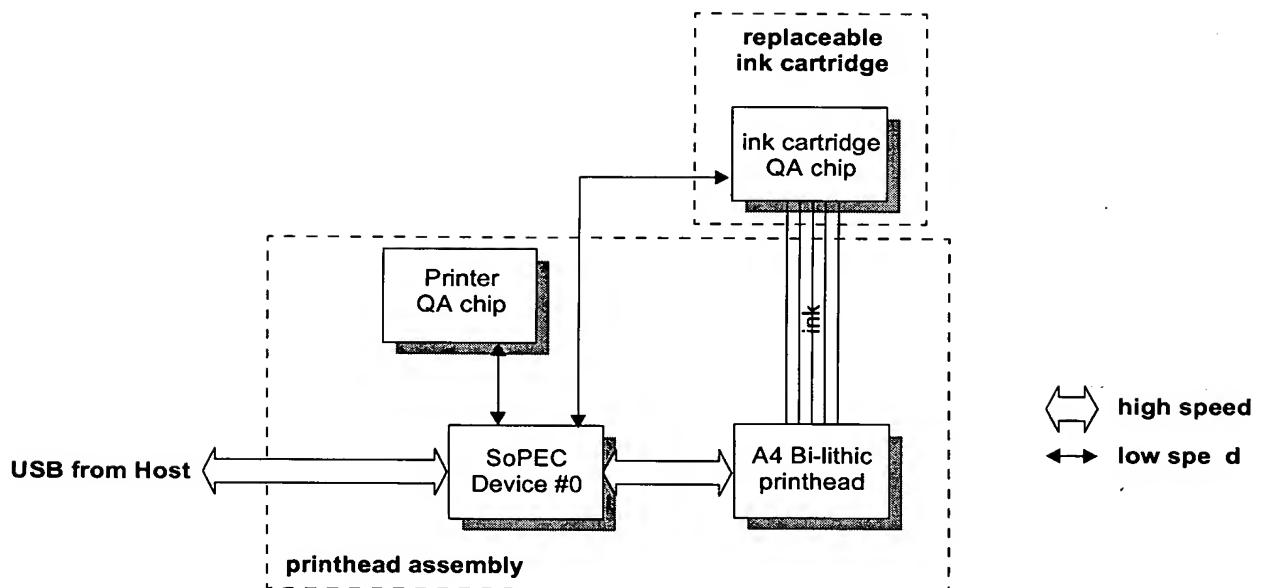 replaceable
ink cartridge
ink cartridge
QA chip
Printer
QA chip
ink
high speed
low spe d
USB from Host
SoPEC
Device #0
A4 Bi-lithic
printhead
printhead assembly